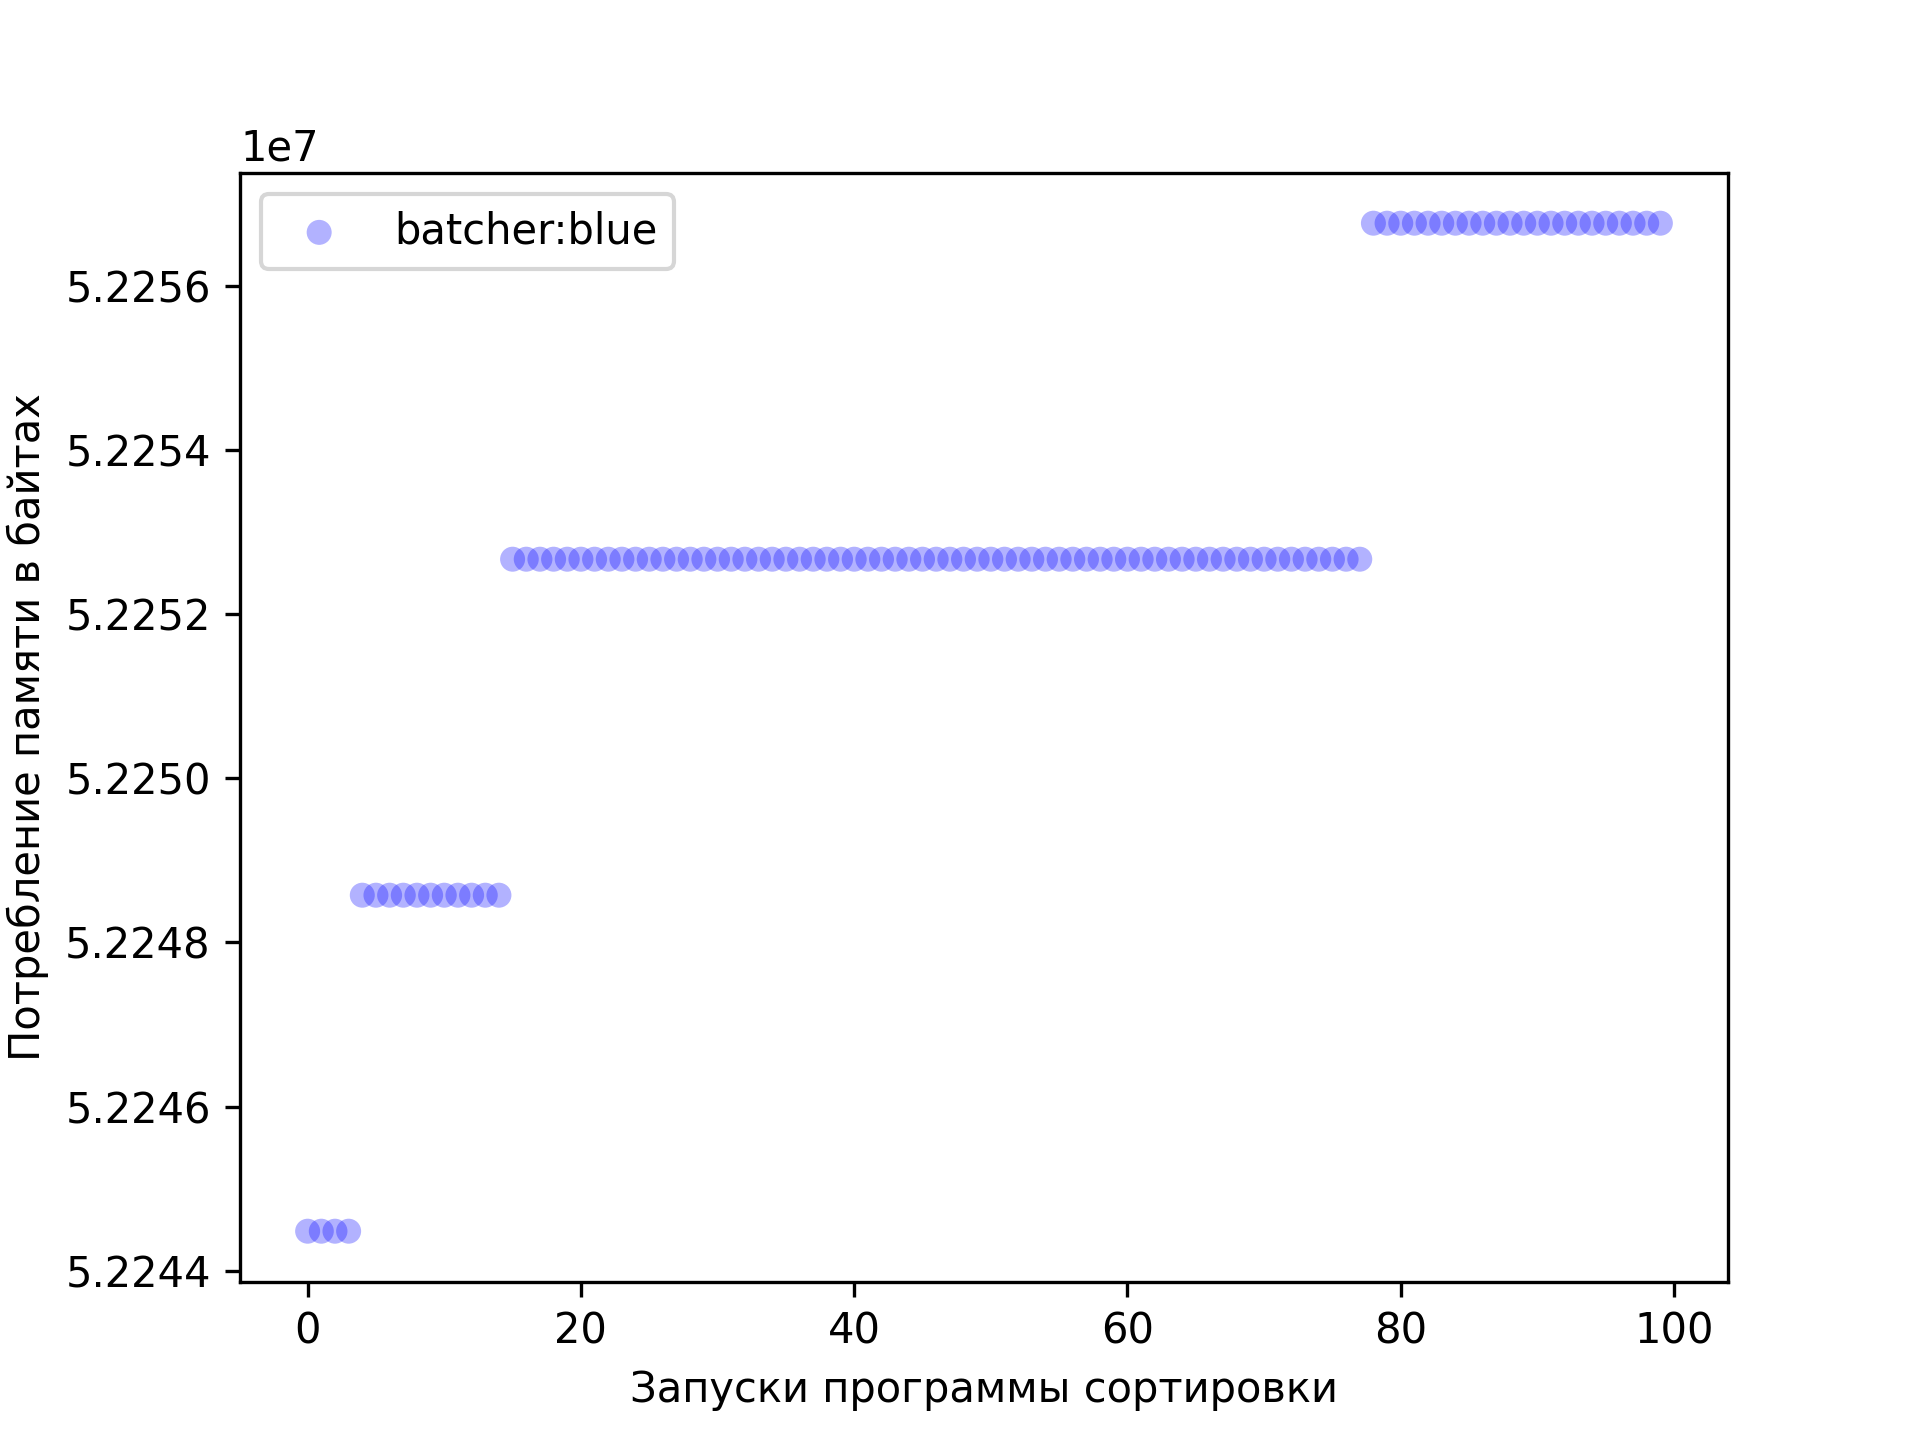 1e7
batcher:blue
5.2256
5.2254
5.2252
5.2250
5.2248
5.2246
5.2244
Потребление памяти в байтах
0 20 40 60 80 100
Запуски программы сортировки